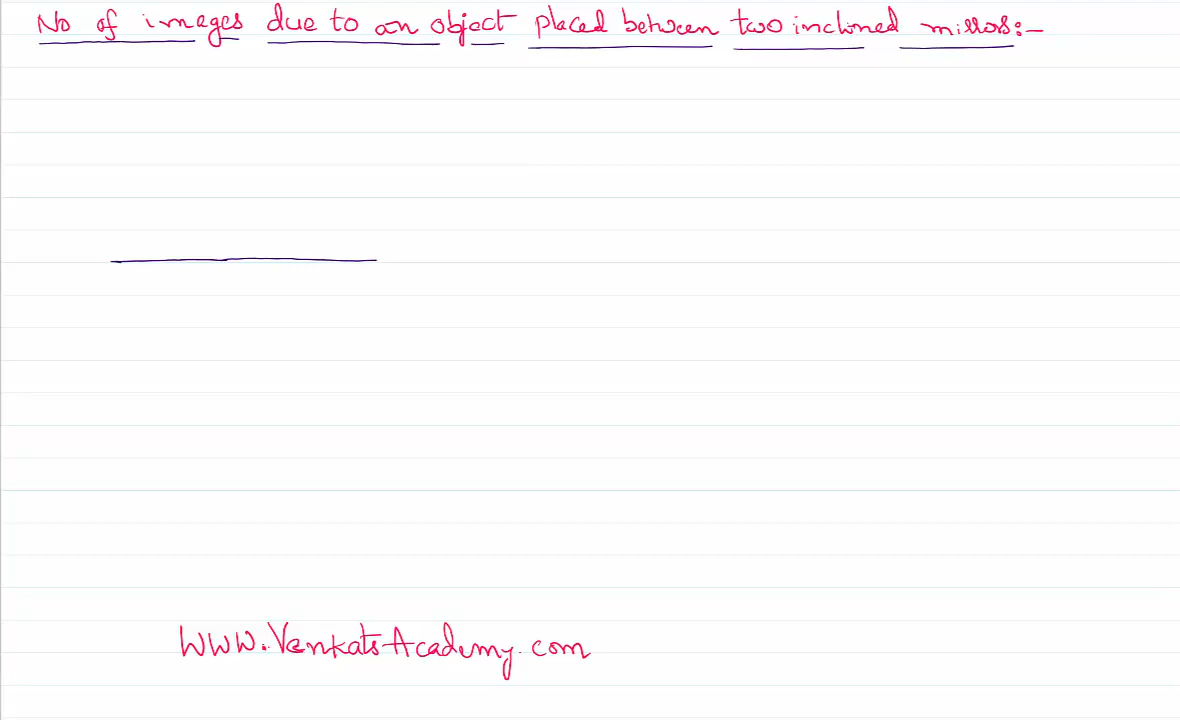 No of images due to an object placed between two inclined mirrors:-
www.VenkatsAcademy.com